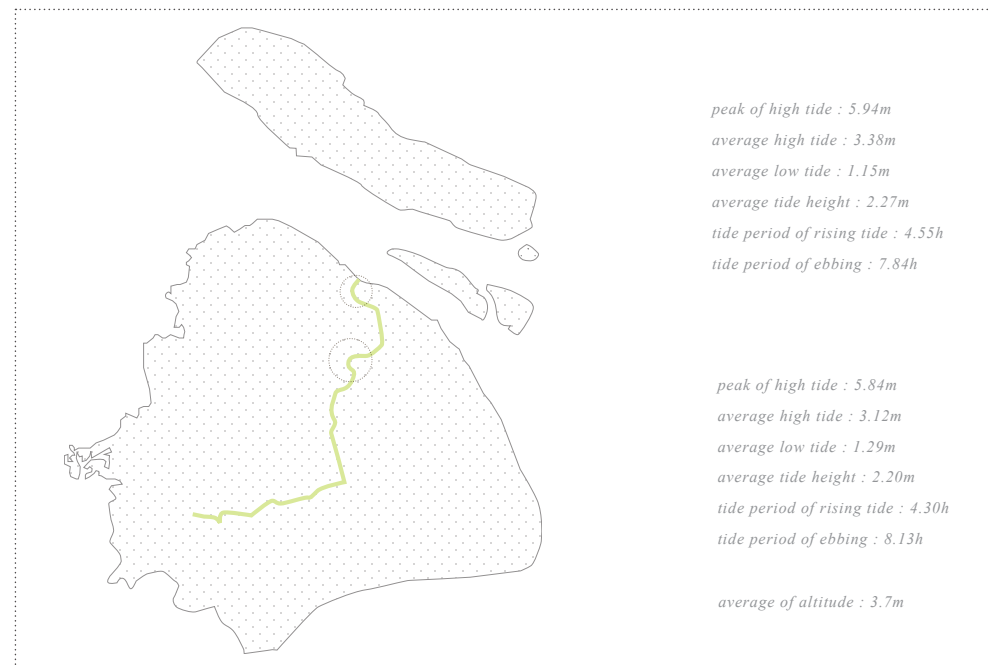 peak of high tide : 5.94m
average high tide : 3.38m
average low tide : 1.15m
average tide height : 2.27m
tide period of rising tide : 4.55h
tide period of ebbing : 7.84h
peak of high tide : 5.84m
average high tide : 3.12m
average low tide : 1.29m
average tide height : 2.20m
tide period of rising tide : 4.30h
tide period of ebbing : 8.13h
average of altitude : 3.7m